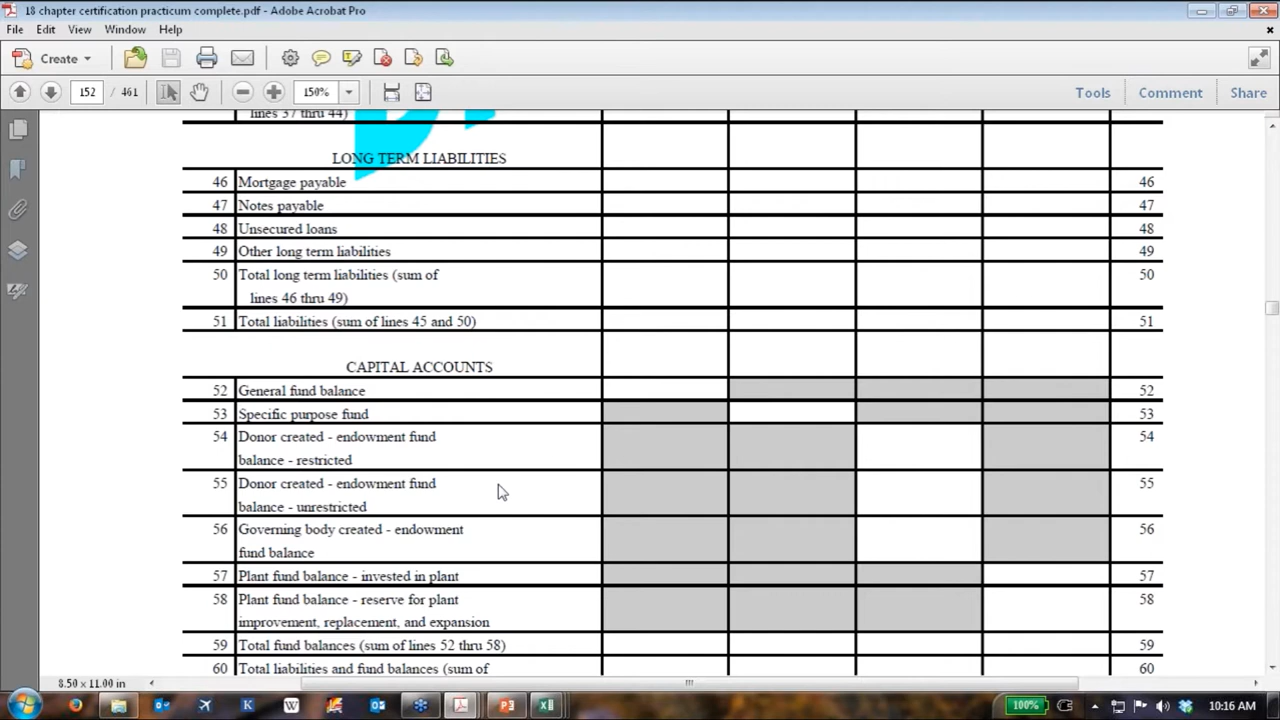 18 chapter certification practicum complete.pdf - Adobe Acrobat Pro
File Edit View Window Help
Create
152 / 461 150% Tools Comment Share
lines 37 thru 44)
LONG TERM LIABILITIES
46 Mortgage payable 46
47 Notes payable 47
48 Unsecured loans 48
49 Other long term liabilities 49
50 Total long term liabilities (sum of 50
lines 46 thru 49)
51 Total liabilities (sum of lines 45 and 50) 51
CAPITAL ACCOUNTS
52 General fund balance 52
53 Specific purpose fund 53
54 Donor created - endowment fund 54
balance - restricted
55 Donor created - endowment fund 55
balance - unrestricted
56 Governing body created - endowment 56
fund balance
57 Plant fund balance - invested in plant 57
58 Plant fund balance - reserve for plant 58
improvement, replacement, and expansion
59 Total fund balances (sum of lines 52 thru 58) 59
60 Total liabilities and fund balances (sum of 60
8.50 x 11.00 in
100% 10:16 AM